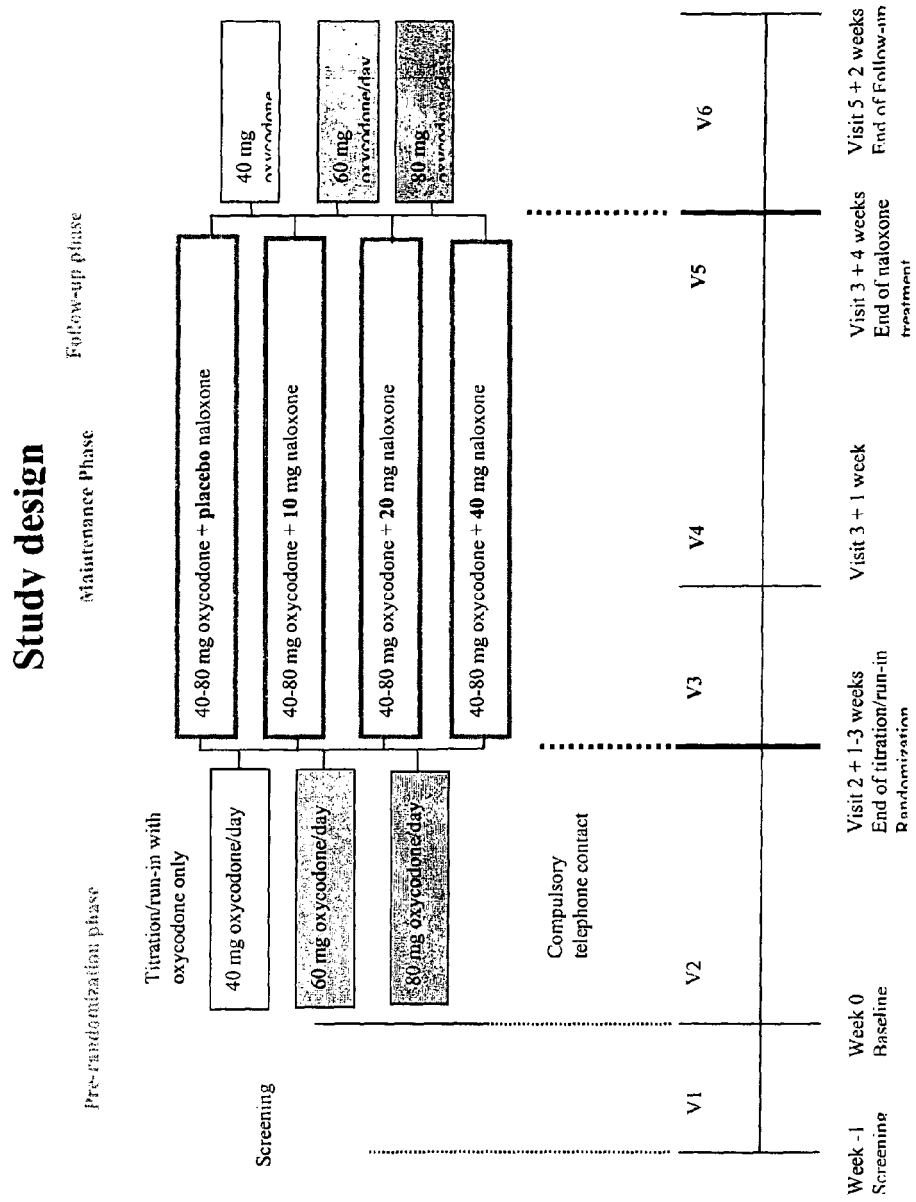 Study design
Pre-randomization phase
Maintenance Phase
Follow-up phase
Screening
Titration/run-in with
oxycodone only
40 mg oxycodone/day
60 mg oxycodone/day
80 mg oxycodone/day
40-80 mg oxycodone + placebo naloxone
40-80 mg oxycodone + 10 mg naloxone
40-80 mg oxycodone + 20 mg naloxone
40-80 mg oxycodone + 40 mg naloxone
40 mg
oxycodone
60 mg
oxycodone/day
80 mg
oxycodone/day
Compulsory
telephone contact
V1
V2
V3
V4
V5
V6
Week -1
Screening
Week 0
Baseline
Visit 2 + 1-3 weeks
End of titration/run-in
Randomization
Visit 3 + 1 week
Visit 3 + 4 weeks
End of naloxone
treatment
Visit 5 + 2 weeks
End of Follow-up